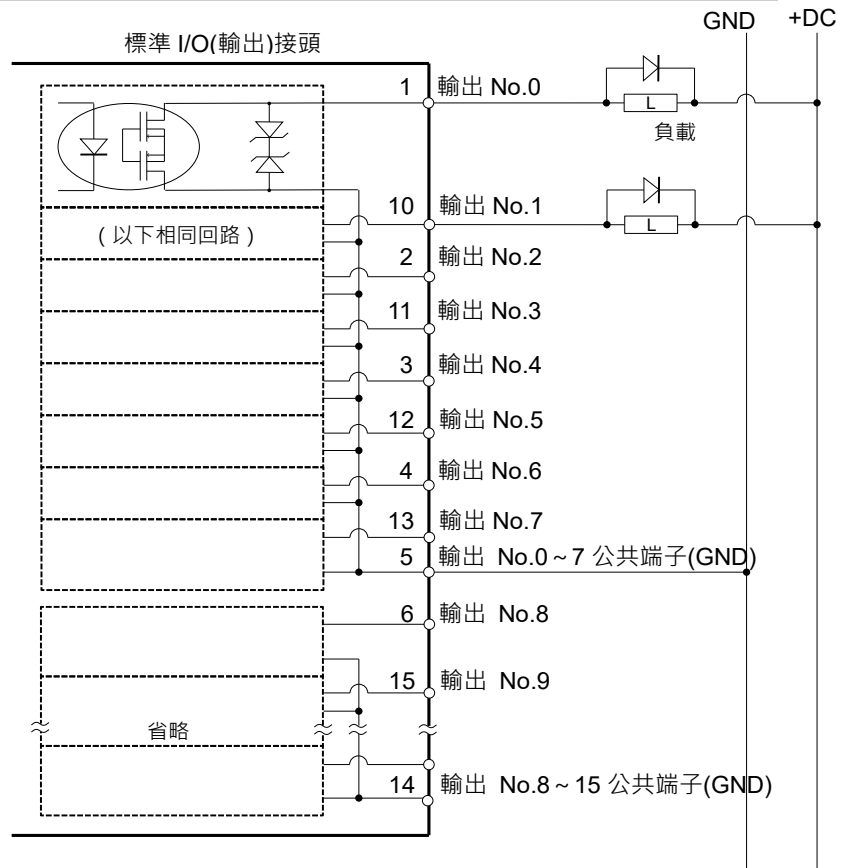 GND +DC
標準 I/O(輸出)接頭
1 輸出 No.0
L
負載
10 輸出 No.1
L
(以下相同回路)
2 輸出 No.2
11 輸出 No.3
3 輸出 No.4
12 輸出 No.5
4 輸出 No.6
13 輸出 No.7
5 輸出 No.0~7 公共端子(GND)
6 輸出 No.8
15 輸出 No.9
省略
14 輸出 No.8~15 公共端子(GND)